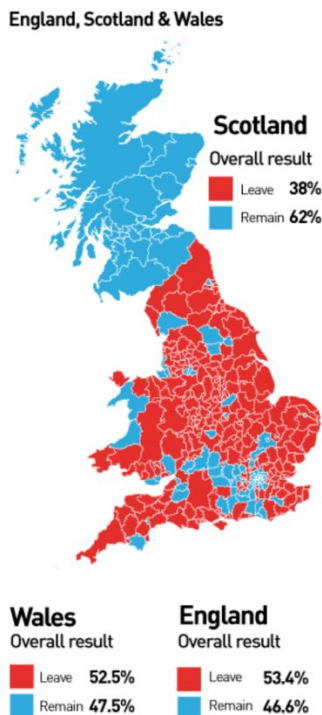 England, Scotland & Wales
Scotland
Overall result
Leave 38%
Remain 62%
Wales
Overall result
Leave 52.5%
Remain 47.5%
England
Overall result
Leave 53.4%
Remain 46.6%